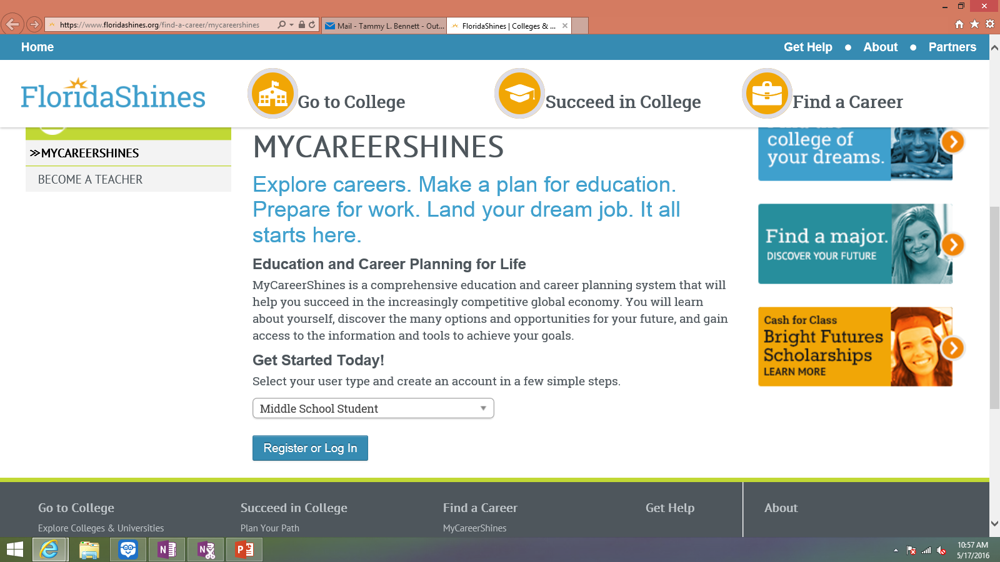 https://www.floridashines.org/find-a-career/mycareershines
Mail - Tammy L. Bennett - Out...
FloridaShines | Colleges & ...
Home
Get Help
About
Partners
FloridaShines
Go to College
Succeed in College
Find a Career
MYCAREERSHINES
BECOME A TEACHER
MYCAREERSHINES
Explore careers. Make a plan for education.
Prepare for work. Land your dream job. It all
starts here.
Education and Career Planning for Life
MyCareerShines is a comprehensive education and career planning system that will
help you succeed in the increasingly competitive global economy. You will learn
about yourself, discover the many options and opportunities for your future, and gain
access to the information and tools to achieve your goals.
Get Started Today!
Select your user type and create an account in a few simple steps.
Middle School Student
Register or Log In
college of
your dreams.
Find a major.
DISCOVER YOUR FUTURE
Cash for Class
Bright Futures
Scholarships
LEARN MORE
Go to College
Succeed in College
Find a Career
Get Help
About
Explore Colleges & Universities
Plan Your Path
MyCareerShines
10:57 AM
5/17/2016